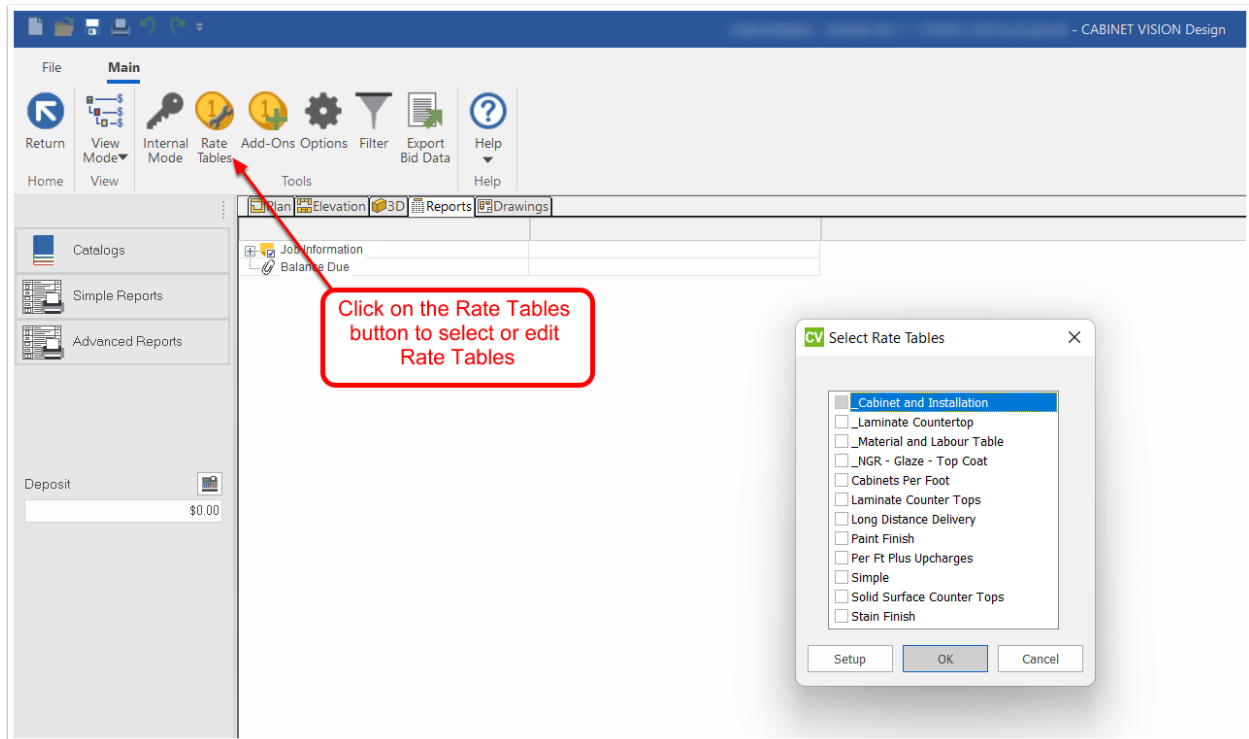 - CABINET VISION Design
File Main
Return View Mode Internal Mode Rate Tables Add-Ons Options Filter Export Bid Data Help
Home View Tools Help
Plan Elevation 3D Reports Drawings
Catalogs
Simple Reports
Advanced Reports
Job Information
Balance Due
Click on the Rate Tables
button to select or edit
Rate Tables
Deposit
$0.00
CV Select Rate Tables
_Cabinet and Installation
_Laminate Countertop
_Material and Labour Table
_NGR - Glaze - Top Coat
Cabinets Per Foot
Laminate Counter Tops
Long Distance Delivery
Paint Finish
Per Ft Plus Upcharges
Simple
Solid Surface Counter Tops
Stain Finish
Setup OK Cancel